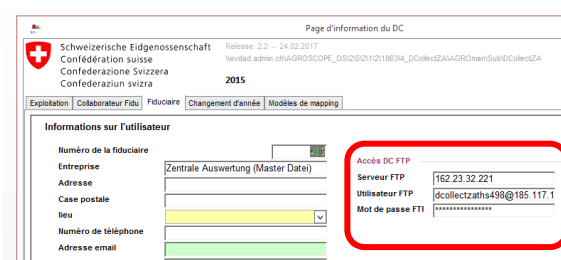 Page d'information du DC
Schweizerische Eidgenossenschaft
Confédération suisse
Confederazione Svizzera
Confederaziun svizra
Release: 2.2 - 24.02.2017
\\evdad.admin.ch\AGROSCOPE_OS\2\5\2\1\2\1863\4_DCollectZA\AGROman\Sub\DCollectZA
2015
Exploitation Collaborateur Fidu Fiduciaire Changement d'année Modèles de mapping
Informations sur l'utilisateur
Numéro de la fiduciaire
Entreprise Zentrale Auswertung (Master Datei)
Adresse
Case postale
lieu
Numéro de téléphone
Adresse email
Accès DC FTP
Serveur FTP 162.23.32.221
Utilisateur FTP dcollectzaths498@185.117.1
Mot de passe FTI ****************